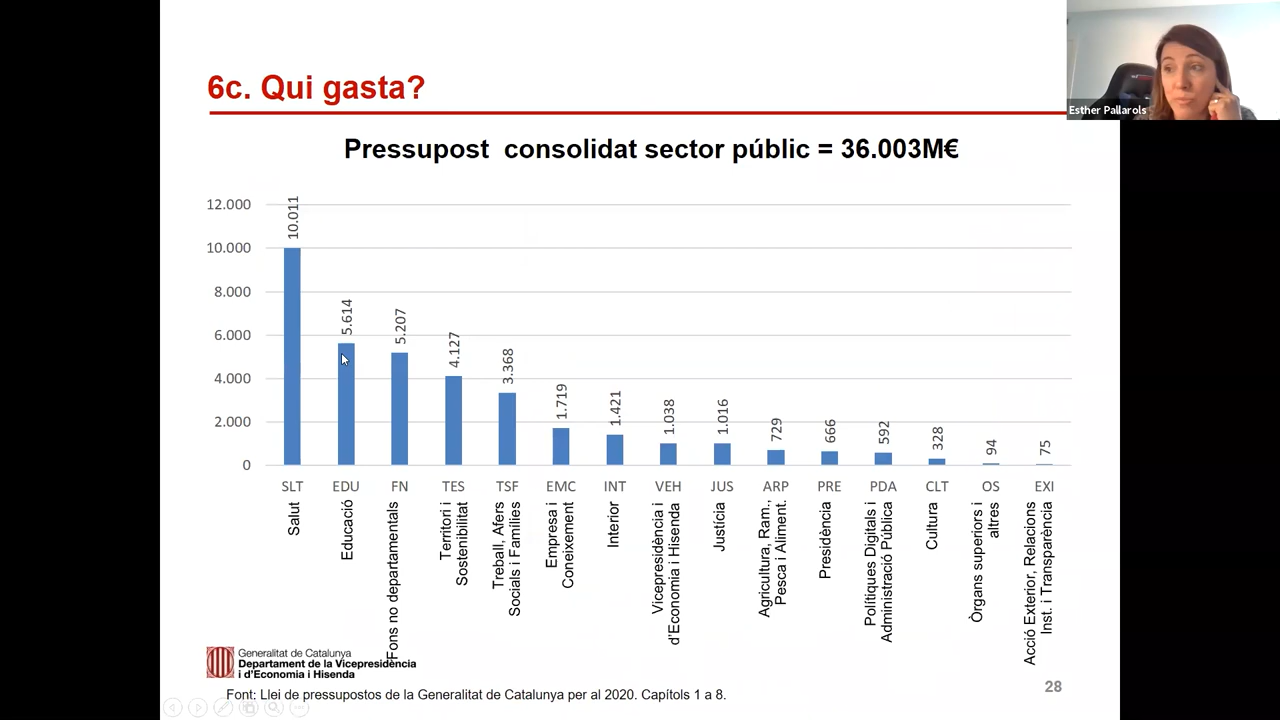 6c. Qui gasta?
Esther Pallarols
Pressupost consolidat sector públic = 36.003M€
12.000
10.000
8.000
6.000
4.000
2.000
0
10.011
5.614
5.207
4.127
3.368
1.719
1.421
1.038
1.016
729
666
592
328
94
75
SLT
EDU
FN
TES
TSF
EMC
INT
VEH
JUS
ARP
PRE
PDA
CLT
OS
EXI
Salut
Educació
Fons no departamentals
Territori i
Sostenibilitat
Treball, Afers
Socials i Famílies
Empresa i
Coneixement
Interior
Vicepresidència i
d'Economia i Hisenda
Justícia
Agricultura, Ram.,
Pesca i Aliment.
Presidència
Polítiques Digitals i
Administració Pública
Cultura
Òrgans superiors i
altres
Acció Exterior, Relacions
Inst. i Transparència
Generalitat de Catalunya
Departament de la Vicepresidència
i d'Economia i Hisenda
Font: Llei de pressupostos de la Generalitat de Catalunya per al 2020. Capítols 1 a 8.
28